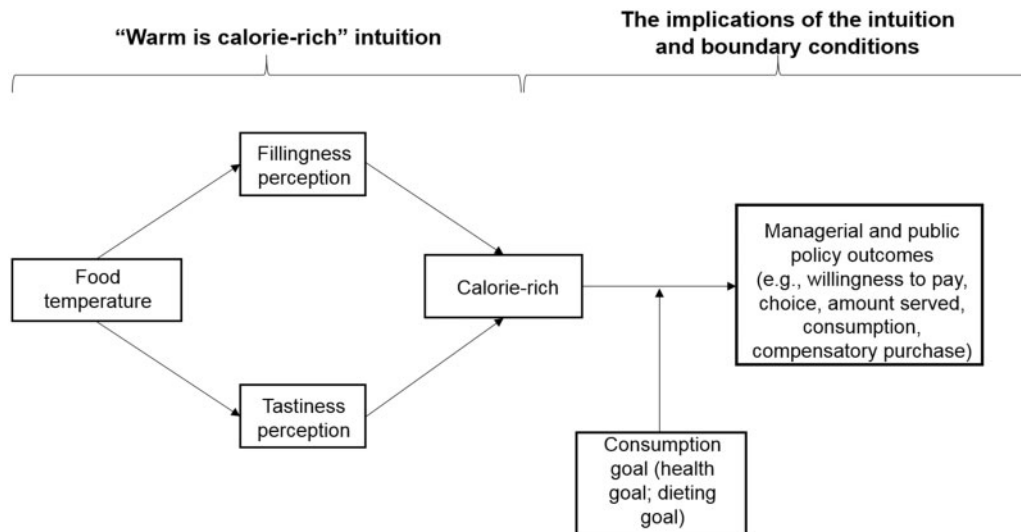 “Warm is calorie-rich” intuition
The implications of the intuition
and boundary conditions
Fillingness
perception
Food
temperature
Calorie-rich
Managerial and public
policy outcomes
(e.g., willingness to pay,
choice, amount served,
consumption,
compensatory purchase)
Tastiness
perception
Consumption
goal (health
goal; dieting
goal)